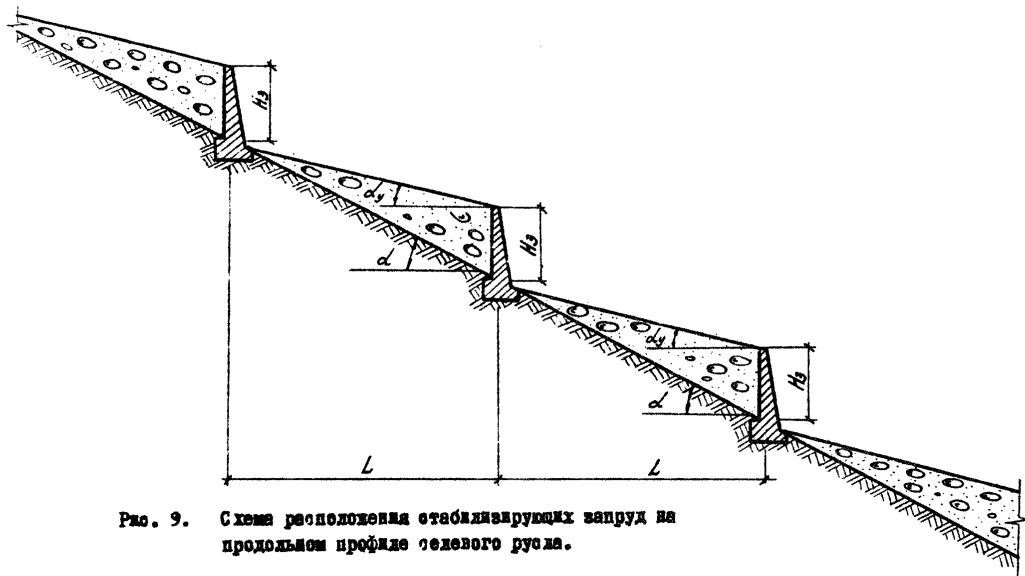 Hз
αу
Hз
α
αу
Hз
α
L
L
Рис. 9. Схема расположения стабилизирующих запруд на
продольном профиле селевого русла.